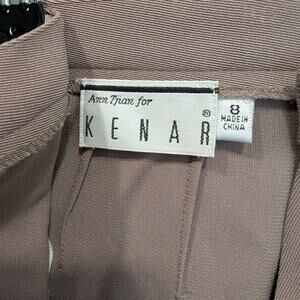 Ann Tjian for
KENAR®
8
MADE IN
CHINA